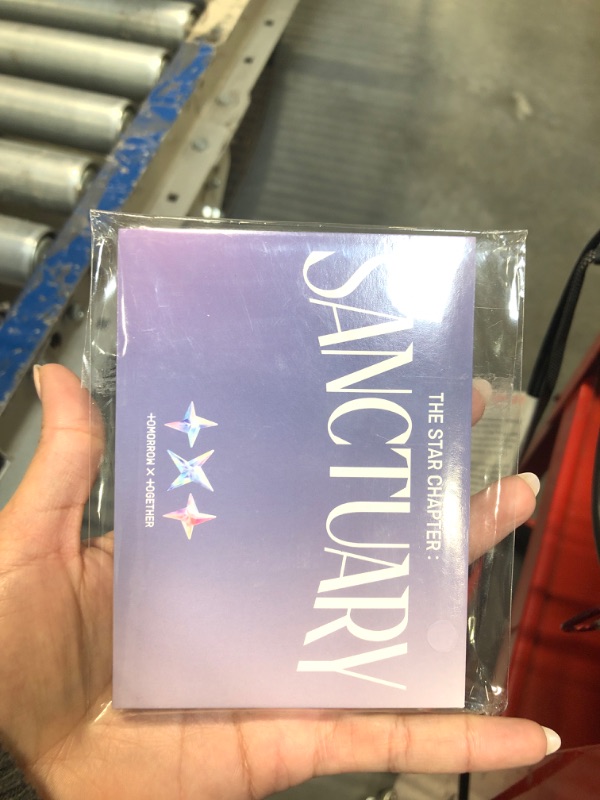 THE STAR CHAPTER :
SANCTUARY
TOMORROW × TOGETHER